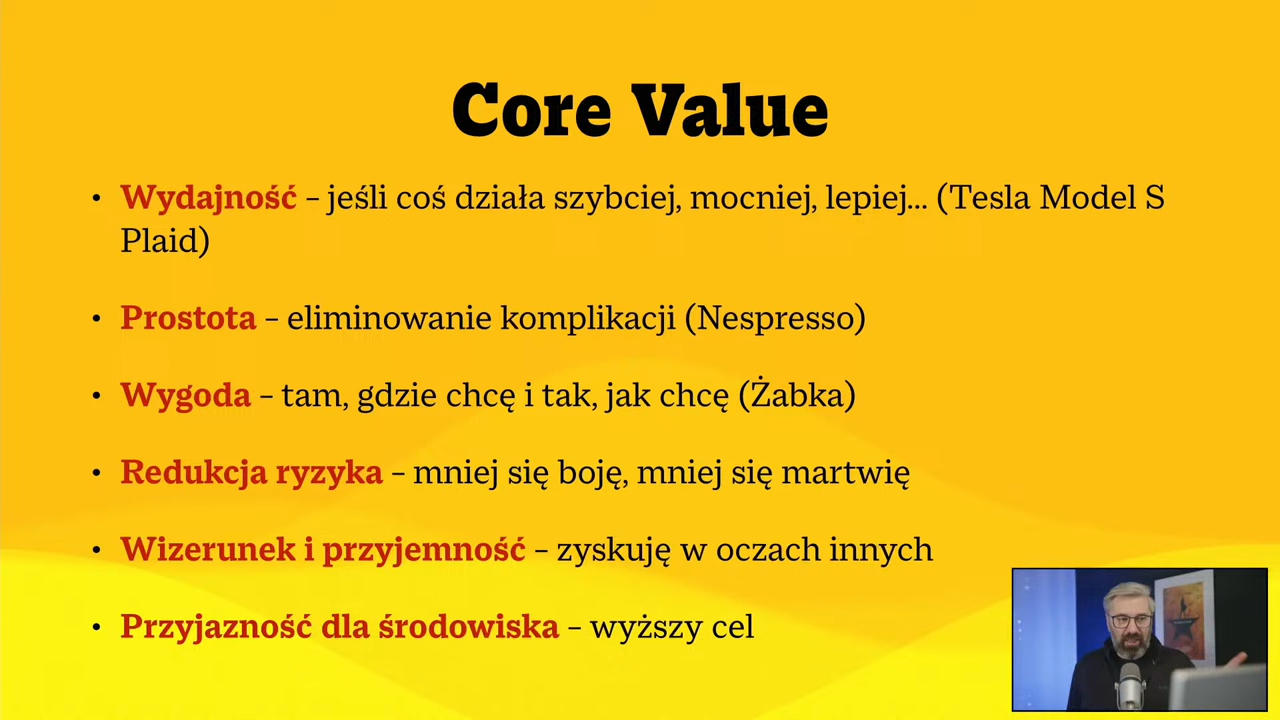 Core Value
• Wydajność – jeśli coś działa szybciej, mocniej, lepiej... (Tesla Model S
Plaid)
• Prostota – eliminowanie komplikacji (Nespresso)
• Wygoda – tam, gdzie chcę i tak, jak chcę (Żabka)
• Redukcja ryzyka – mniej się boję, mniej się martwię
• Wizerunek i przyjemność – zyskuję w oczach innych
• Przyjazność dla środowiska – wyższy cel